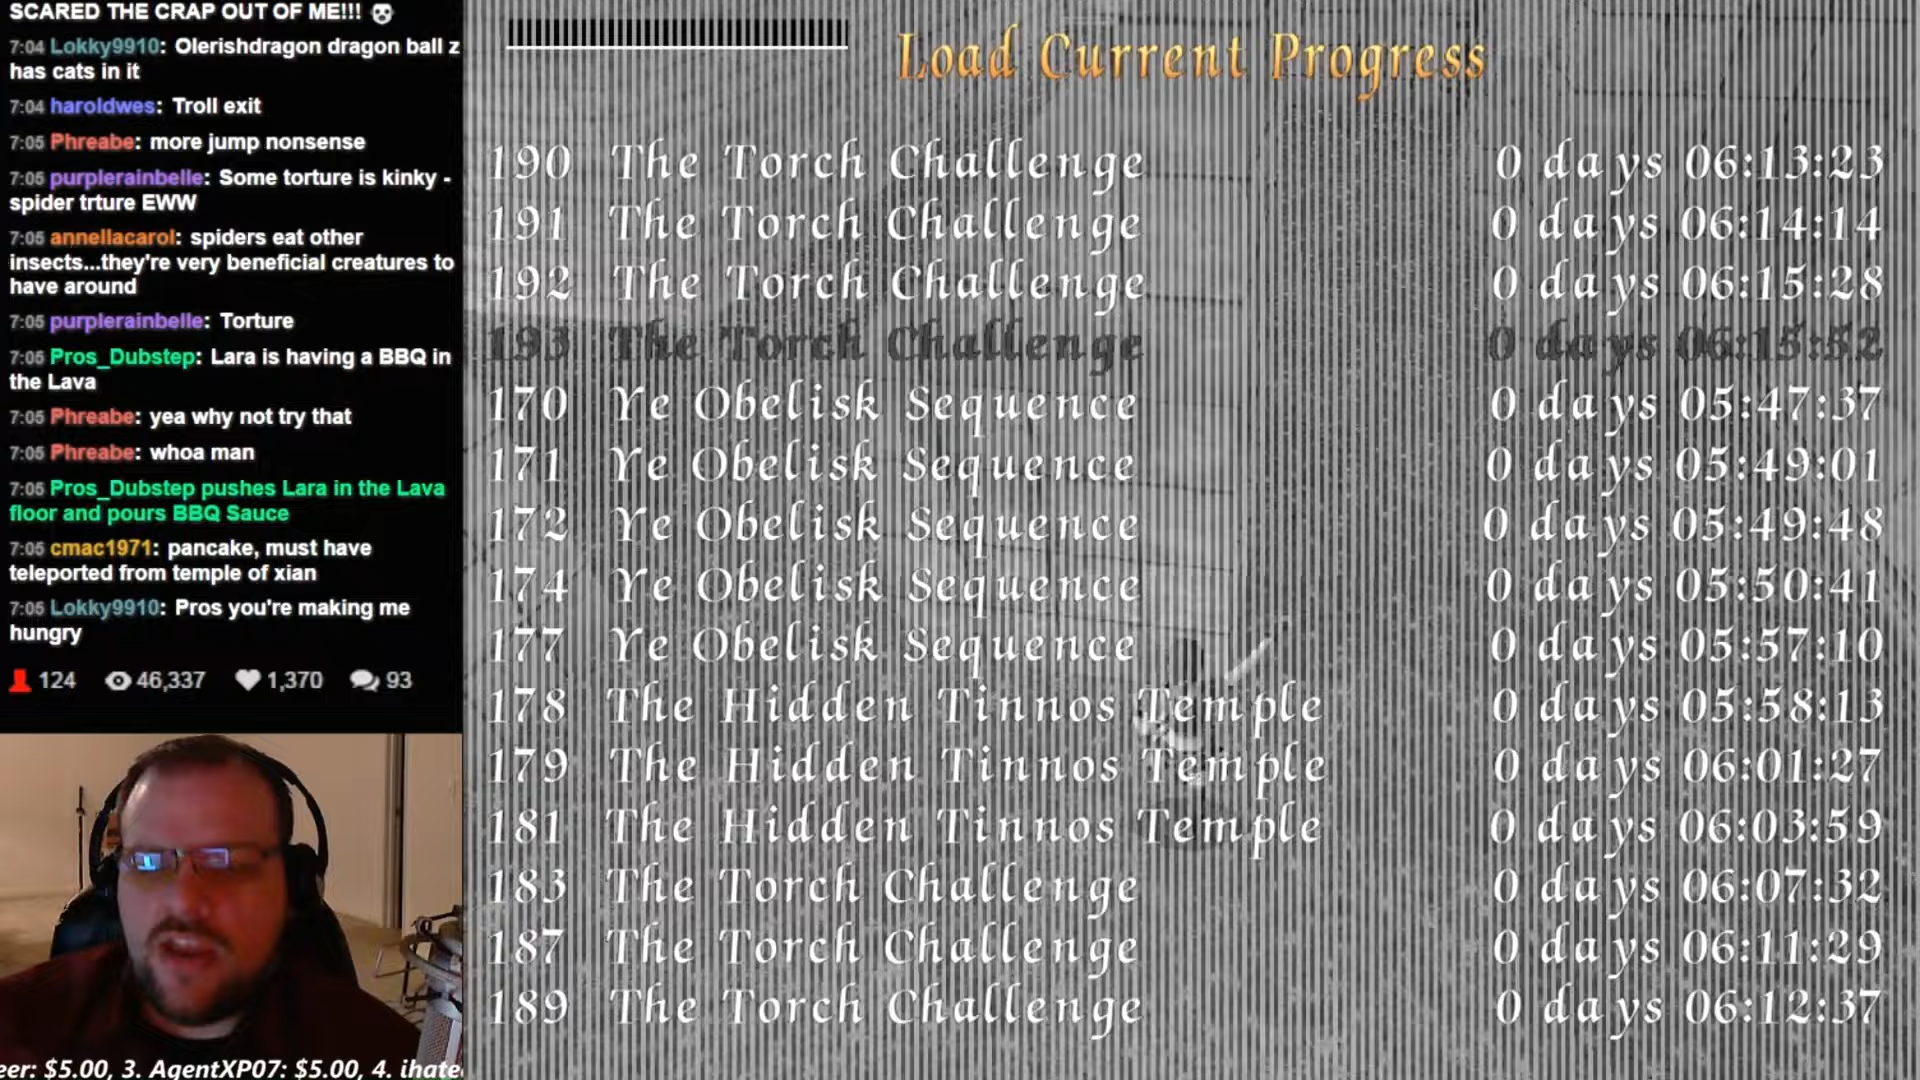 SCARED THE CRAP OUT OF ME!!!
7:04 Lokky9910: Olerishdragon dragon ball z
has cats in it
7:04 haroldwes: Troll exit
7:05 Phreabe: more jump nonsense
7:05 purplerainbelle: Some torture is kinky -
spider trture EWW
7:05 annellacarol: spiders eat other
insects...they're very beneficial creatures to
have around
7:05 purplerainbelle: Torture
7:05 Pros_Dubstep: Lara is having a BBQ in
the Lava
7:05 Phreabe: yea why not try that
7:05 Phreabe: whoa man
7:05 Pros_Dubstep pushes Lara in the Lava
floor and pours BBQ Sauce
7:05 cmac1971: pancake, must have
teleported from temple of xian
7:05 Lokky9910: Pros you're making me
hungry
124 46,337 1,370 93
eer: $5.00, 3. AgentXP07: $5.00, 4. ihate
Load Current Progress
190 The Torch Challenge 0 days 06:13:23
191 The Torch Challenge 0 days 06:14:14
192 The Torch Challenge 0 days 06:15:28
193 The Torch Challenge 0 days 06:15:52
170 Ye Obelisk Sequence 0 days 05:47:37
171 Ye Obelisk Sequence 0 days 05:49:01
172 Ye Obelisk Sequence 0 days 05:49:48
174 Ye Obelisk Sequence 0 days 05:50:41
177 Ye Obelisk Sequence 0 days 05:57:10
178 The Hidden Tinnos Temple 0 days 05:58:13
179 The Hidden Tinnos Temple 0 days 06:01:27
181 The Hidden Tinnos Temple 0 days 06:03:59
183 The Torch Challenge 0 days 06:07:32
187 The Torch Challenge 0 days 06:11:29
189 The Torch Challenge 0 days 06:12:37